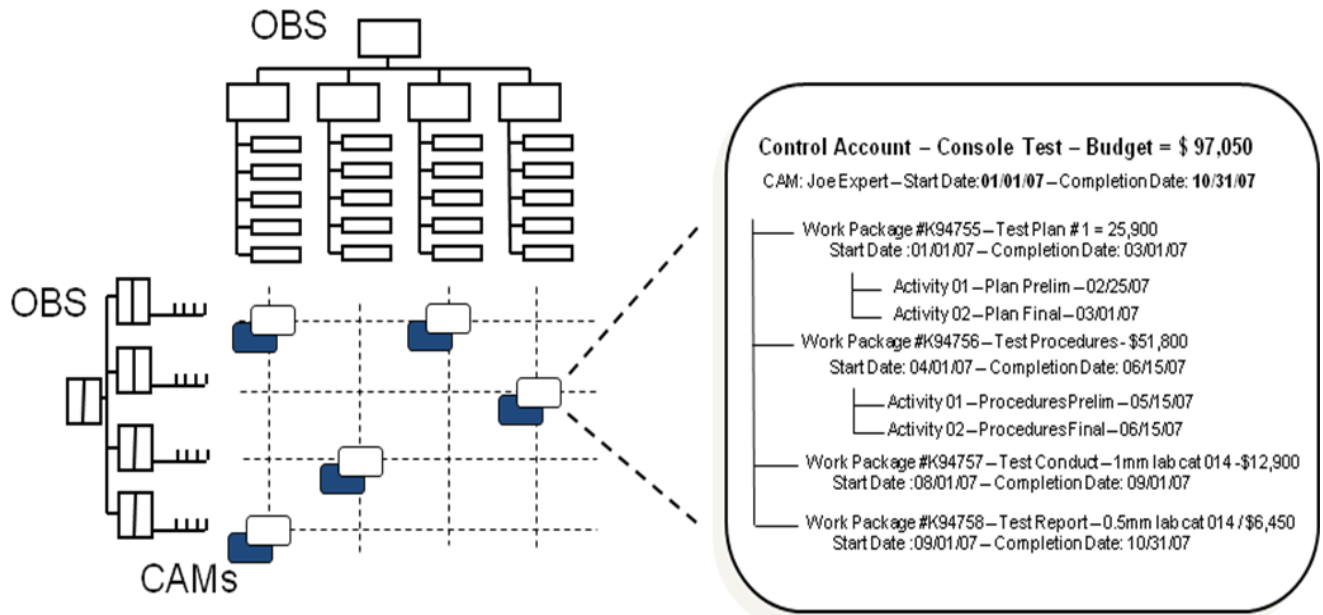 OBS
OBS
CAMs
Control Account – Console Test – Budget = $ 97,050
CAM: Joe Expert – Start Date: 01/01/07 – Completion Date: 10/31/07
Work Package #K94755 – Test Plan #1 = 25,900
Start Date :01/01/07 – Completion Date: 03/01/07
Activity 01 – Plan Prelim – 02/25/07
Activity 02 – Plan Final – 03/01/07
Work Package #K94756 – Test Procedures - $51,800
Start Date: 04/01/07 – Completion Date: 06/15/07
Activity 01 – Procedures Prelim – 05/15/07
Activity 02 – Procedures Final – 06/15/07
Work Package #K94757 – Test Conduct – 1mm lab cat 014 -$12,900
Start Date :08/01/07 – Completion Date: 09/01/07
Work Package #K94758 – Test Report – 0.5mm lab cat 014 / $6,450
Start Date :09/01/07 – Completion Date: 10/31/07